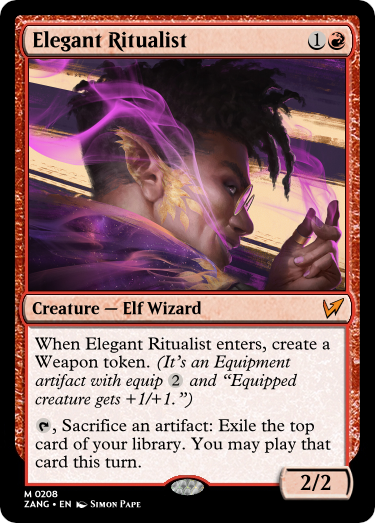 Elegant Ritualist 1
Creature — Elf Wizard
When Elegant Ritualist enters, create a
Weapon token. (It's an Equipment
artifact with equip 2 and “Equipped
creature gets +1/+1.”)
, Sacrifice an artifact: Exile the top
card of your library. You may play that
card this turn.
2/2
M 0208
ZANG • EN Simon Pape